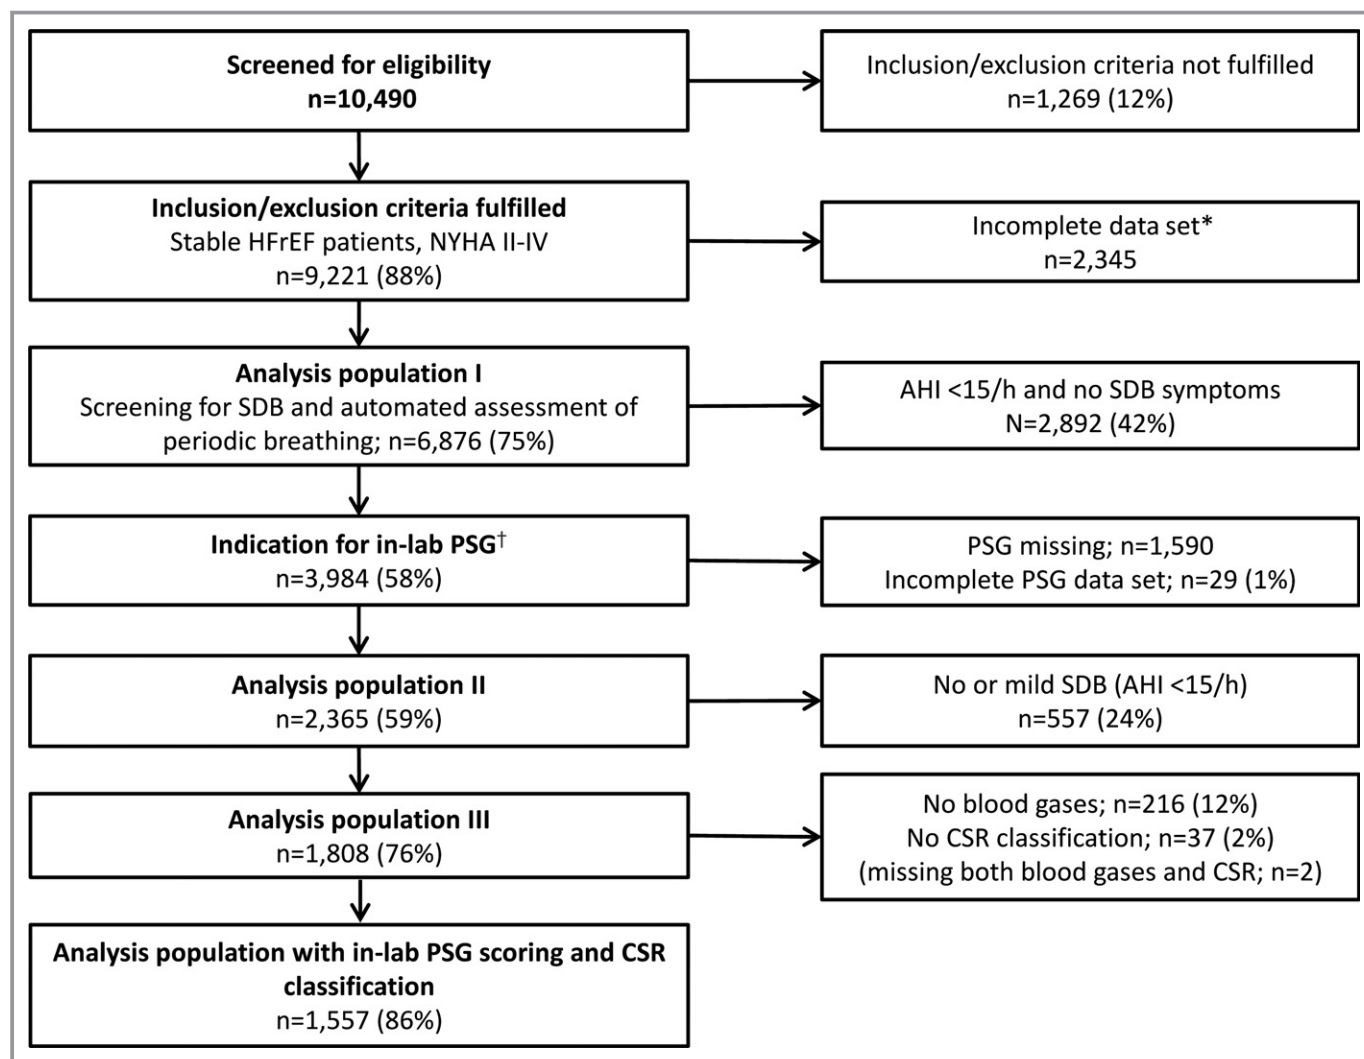 Screened for eligibility
n=10,490
Inclusion/exclusion criteria not fulfilled
n=1,269 (12%)
Inclusion/exclusion criteria fulfilled
Stable HFrEF patients, NYHA II-IV
n=9,221 (88%)
Incomplete data set*
n=2,345
Analysis population I
Screening for SDB and automated assessment of
periodic breathing; n=6,876 (75%)
AHI <15/h and no SDB symptoms
N=2,892 (42%)
Indication for in-lab PSG†
n=3,984 (58%)
PSG missing; n=1,590
Incomplete PSG data set; n=29 (1%)
Analysis population II
n=2,365 (59%)
No or mild SDB (AHI <15/h)
n=557 (24%)
Analysis population III
n=1,808 (76%)
No blood gases; n=216 (12%)
No CSR classification; n=37 (2%)
(missing both blood gases and CSR; n=2)
Analysis population with in-lab PSG scoring and CSR
classification
n=1,557 (86%)